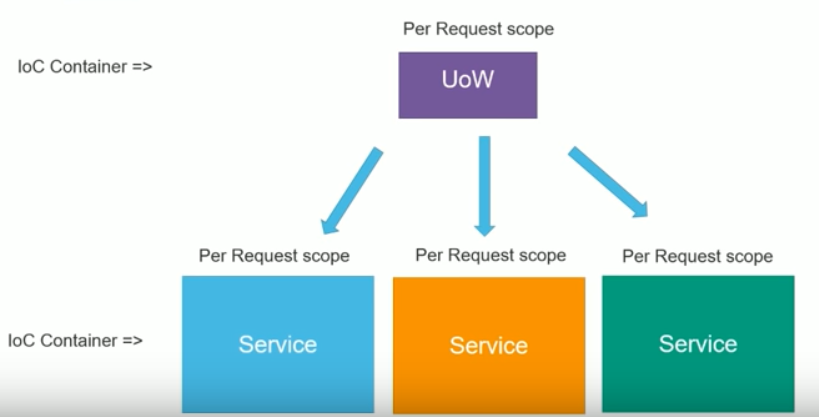 Per Request scope
IoC Container =>
UoW
Per Request scope
Per Request scope
Per Request scope
IoC Container =>
Service
Service
Service